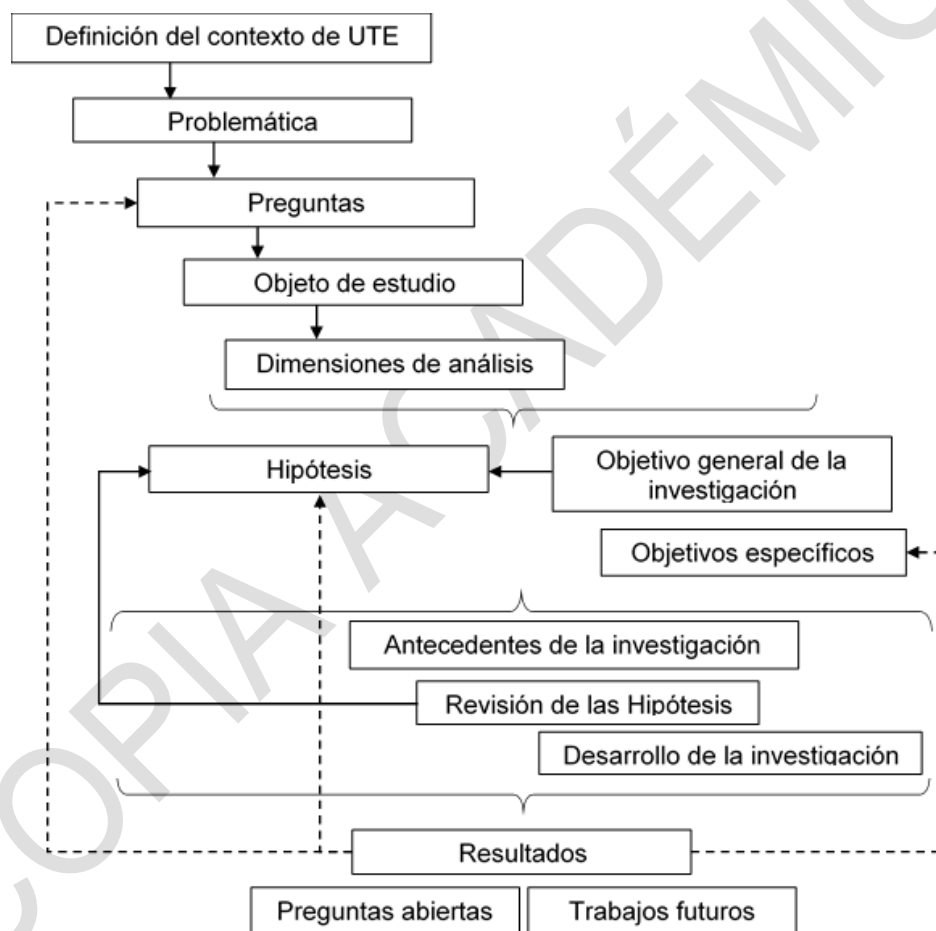 Definición del contexto de UTE
Problemática
Preguntas
Objeto de estudio
Dimensiones de análisis
Hipótesis
Objetivo general de la
investigación
Objetivos específicos
Antecedentes de la investigación
Revisión de las Hipótesis
Desarrollo de la investigación
Resultados
Preguntas abiertas
Trabajos futuros
COPIA ACADÉMIC